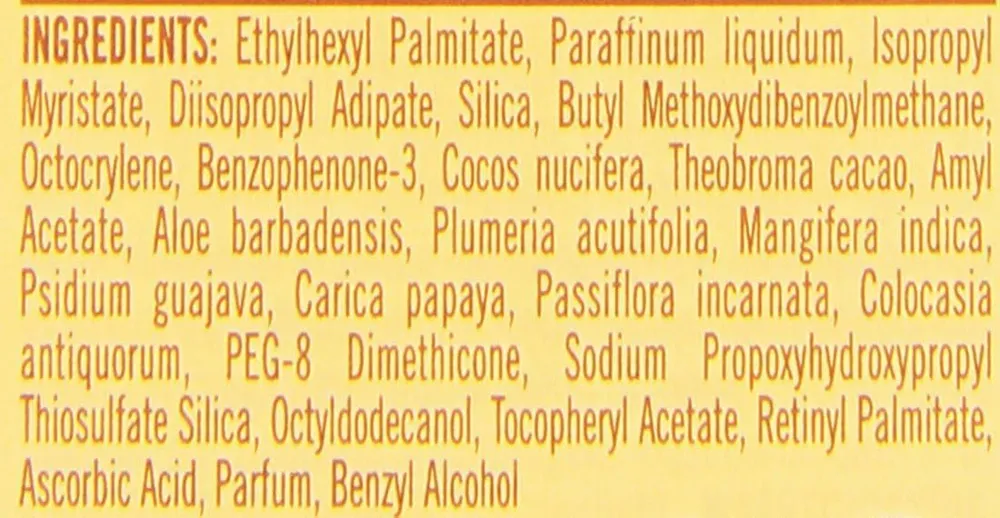 INGREDIENTS: Ethylhexyl Palmitate, Paraffinum liquidum, Isopropyl
Myristate, Diisopropyl Adipate, Silica, Butyl Methoxydibenzoylmethane,
Octocrylene, Benzophenone-3, Cocos nucifera, Theobroma cacao, Amyl
Acetate, Aloe barbadensis, Plumeria acutifolia, Mangifera indica,
Psidium guajava, Carica papaya, Passiflora incarnata, Colocasia
antiquorum, PEG-8 Dimethicone, Sodium Propoxyhydroxypropyl
Thiosulfate Silica, Octyldodecanol, Tocopheryl Acetate, Retinyl Palmitate,
Ascorbic Acid, Parfum, Benzyl Alcohol